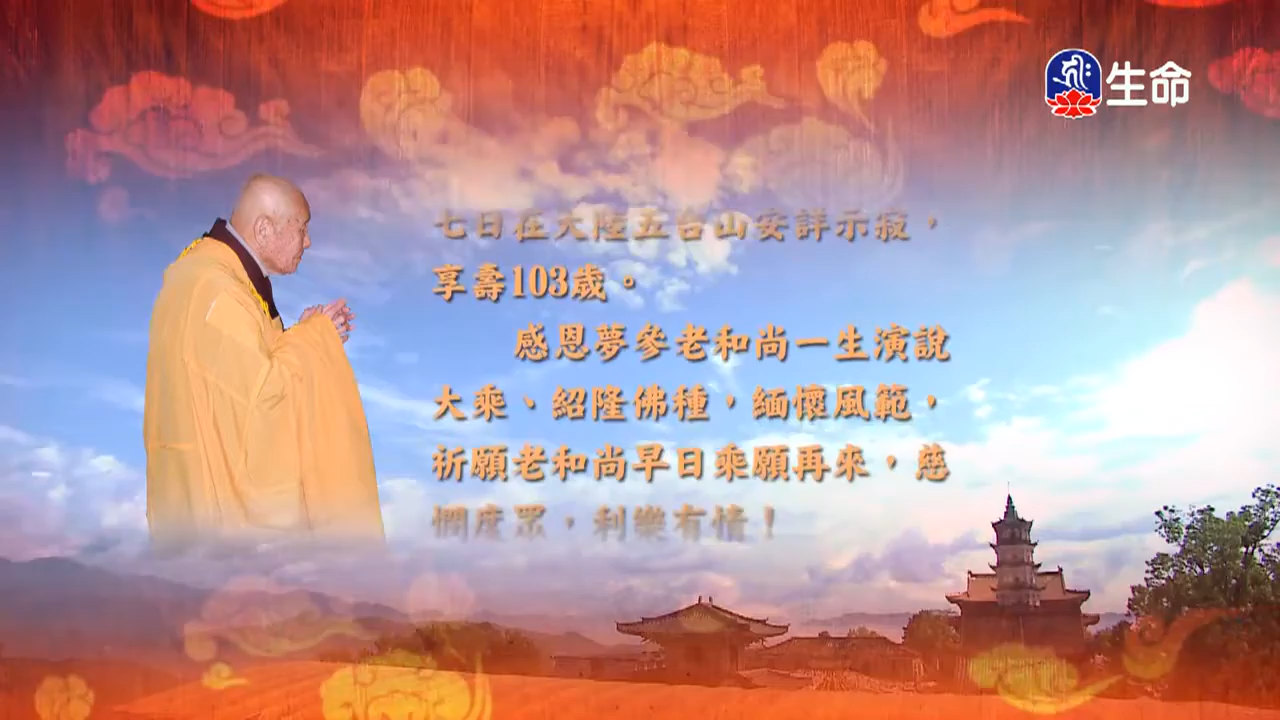 生命
七日在大陸五台山安詳示寂，
享壽103歲。
感恩夢參老和尚一生演說
大乘、紹隆佛種，緬懷風範，
祈願老和尚早日乘願再來，慈
憫度眾，利樂有情！